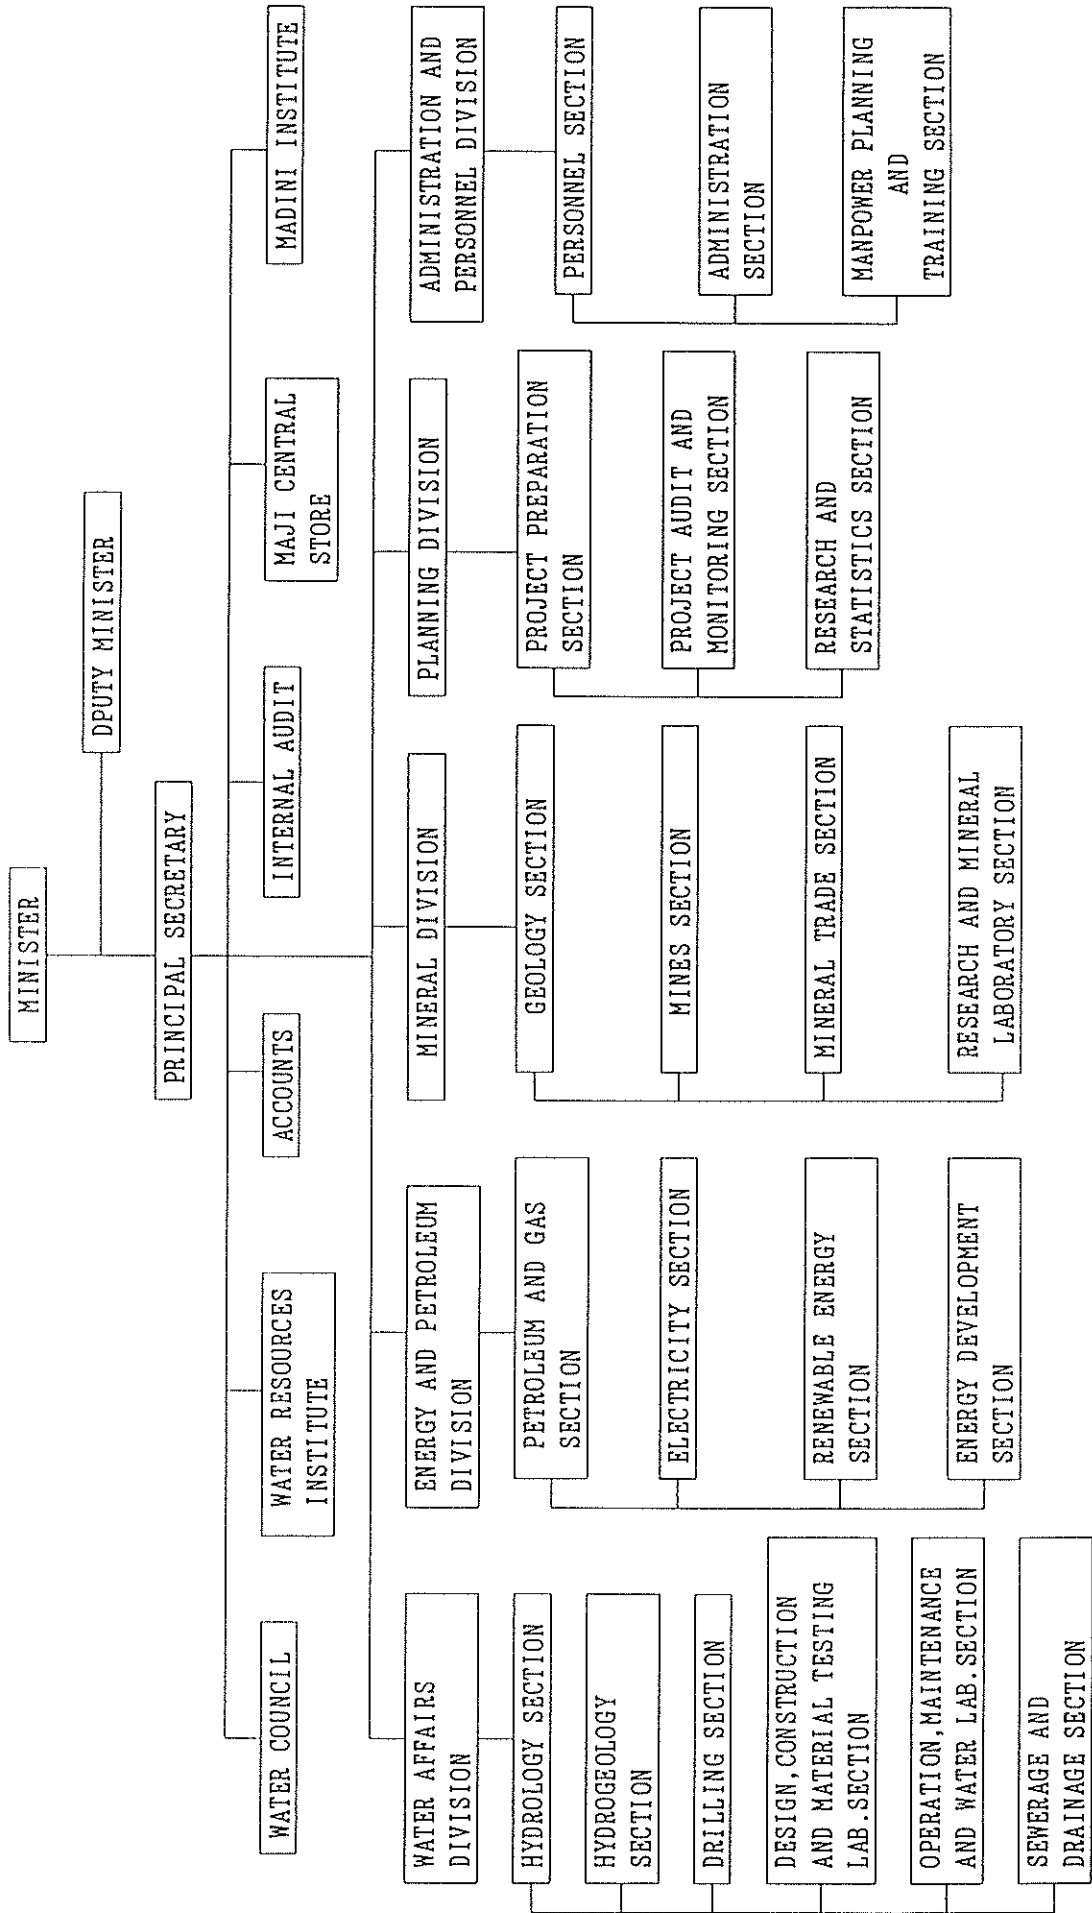 MINISTER
DPUTY MINISTER
PRINCIPAL SECRETARY
WATER COUNCIL
WATER RESOURCES
INSTITUTE
ACCOUNTS
INTERNAL AUDIT
MAJI CENTRAL
STORE
MADINI INSTITUTE
WATER AFFAIRS
DIVISION
HYDROLOGY SECTION
HYDROGEOLOGY
SECTION
DRILLING SECTION
DESIGN,CONSTRUCTION
AND MATERIAL TESTING
LAB.SECTION
OPERATION,MAINTENANCE
AND WATER LAB.SECTION
SEWERAGE AND
DRAINAGE SECTION
ENERGY AND PETROLEUM
DIVISION
PETROLEUM AND GAS
SECTION
ELECTRICITY SECTION
RENEWABLE ENERGY
SECTION
ENERGY DEVELOPMENT
SECTION
MINERAL DIVISION
GEOLOGY SECTION
MINES SECTION
MINERAL TRADE SECTION
RESEARCH AND MINERAL
LABORATORY SECTION
PLANNING DIVISION
PROJECT PREPARATION
SECTION
PROJECT AUDIT AND
MONITORING SECTION
RESEARCH AND
STATISTICS SECTION
ADMINISTRATION AND
PERSONNEL DIVISION
PERSONNEL SECTION
ADMINISTRATION
SECTION
MANPOWER PLANNING
AND
TRAINING SECTION